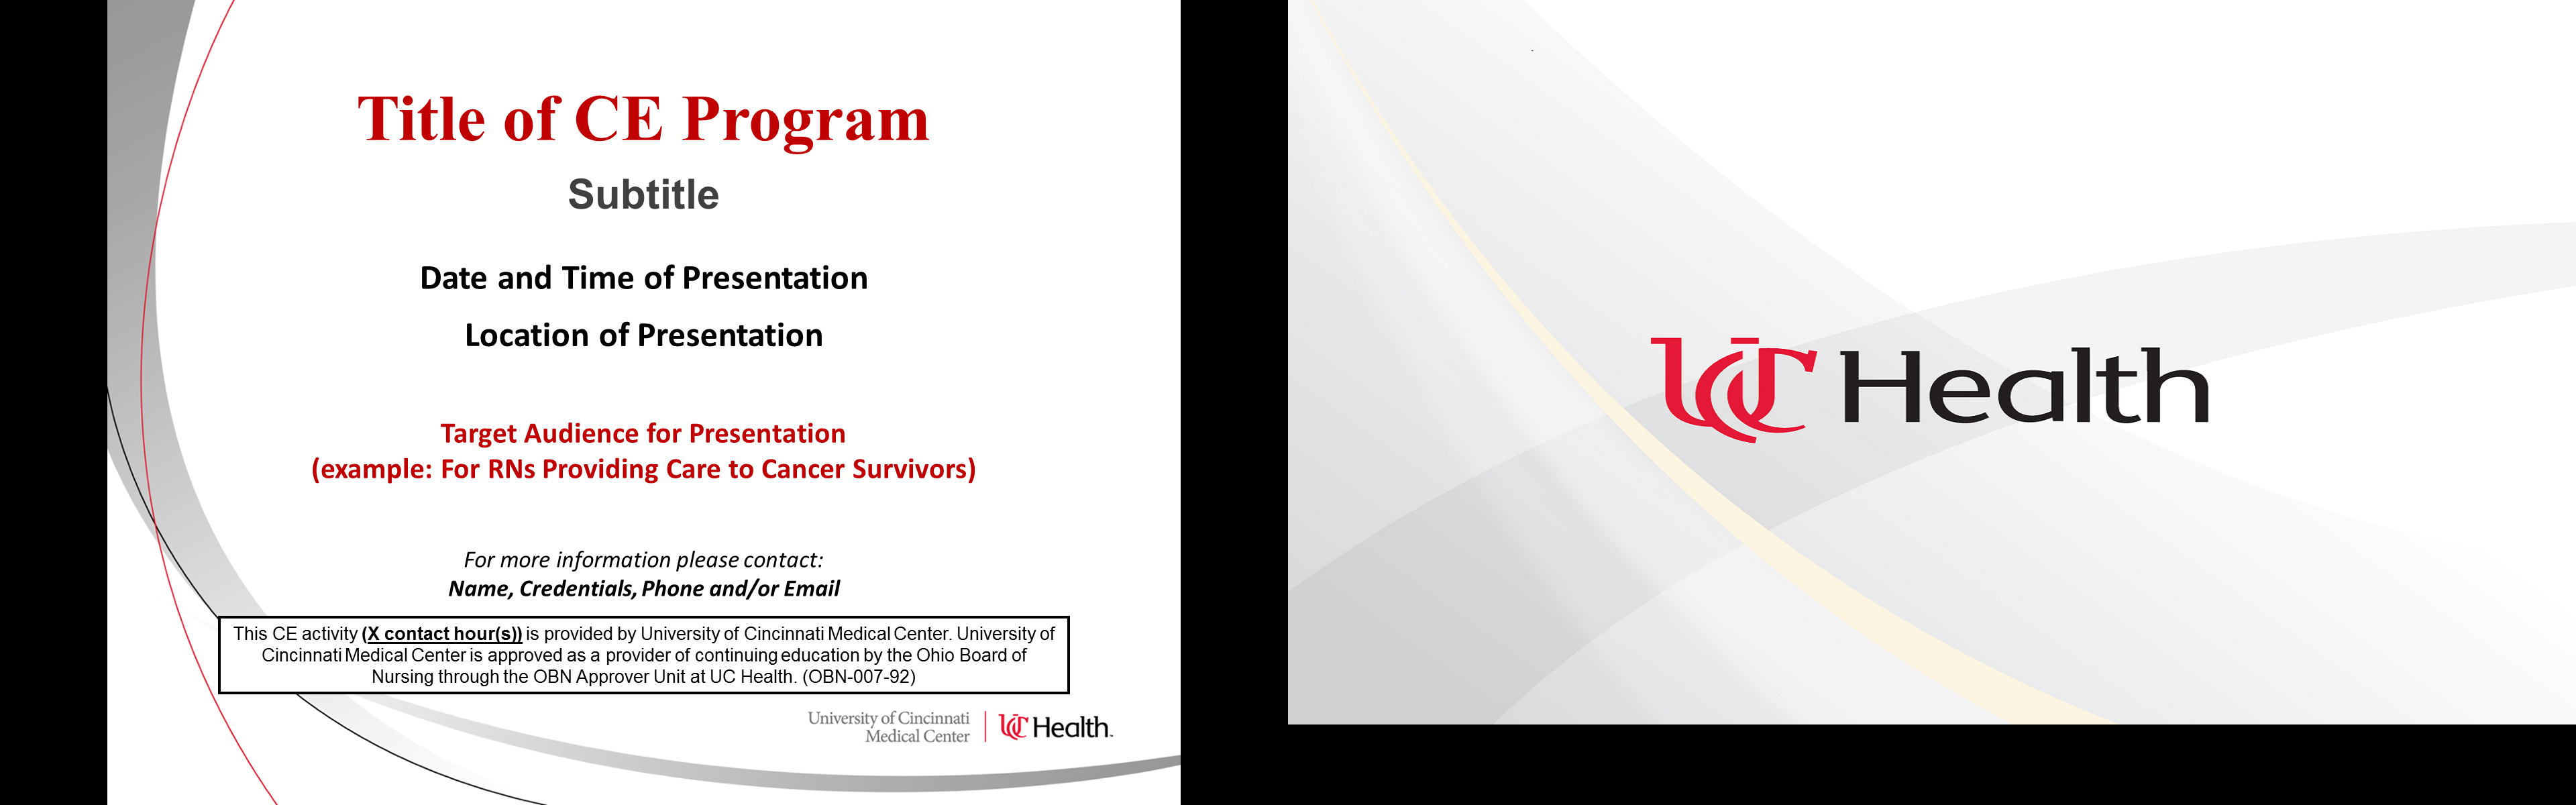 Title of CE Program
Subtitle
Date and Time of Presentation
Location of Presentation
Target Audience for Presentation
(example: For RNs Providing Care to Cancer Survivors)
For more information please contact:
Name, Credentials, Phone and/or Email
This CE activity (X contact hour(s)) is provided by University of Cincinnati Medical Center. University of
Cincinnati Medical Center is approved as a provider of continuing education by the Ohio Board of
Nursing through the OBN Approver Unit at UC Health. (OBN-007-92)
University of Cincinnati
Medical Center
UC Health™
UC Health